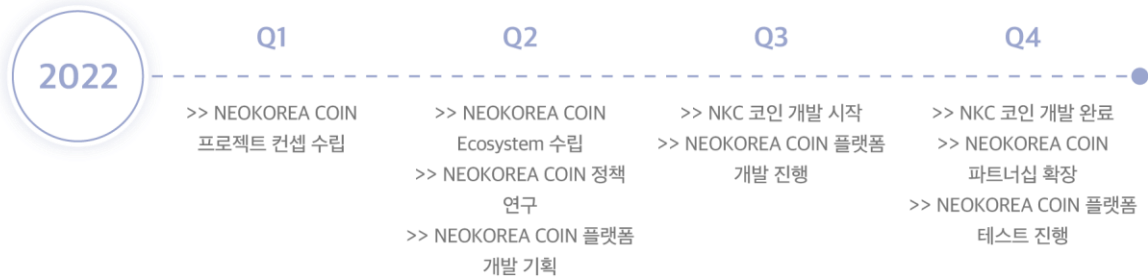 2022
Q1
>> NEOKOREA COIN
프로젝트 컨셉 수립
Q2
>> NEOKOREA COIN
Ecosystem 수립
>> NEOKOREA COIN 정책
연구
>> NEOKOREA COIN 플랫폼
개발 기획
Q3
>> NKC 코인 개발 시작
>> NEOKOREA COIN 플랫폼
개발 진행
Q4
>> NKC 코인 개발 완료
>> NEOKOREA COIN
파트너십 확장
>> NEOKOREA COIN 플랫폼
테스트 진행